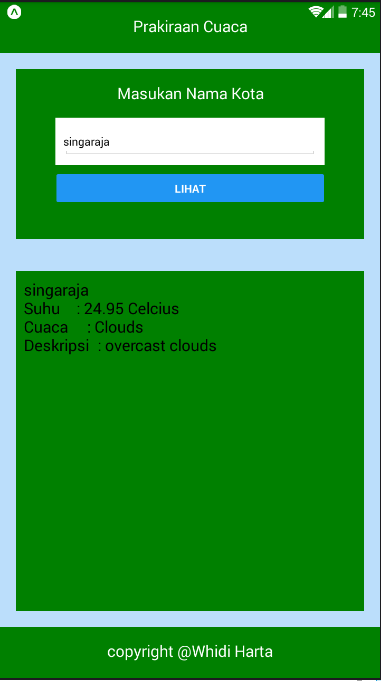 7:45
Prakiraan Cuaca
Masukan Nama Kota
singaraja
LIHAT
singaraja
Suhu : 24.95 Celcius
Cuaca : Clouds
Deskripsi : overcast clouds
copyright @Whidi Harta